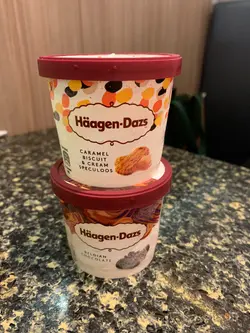 Häagen-Dazs
CARAMEL
BISCUIT
& CREAM
SPECULOOS
Häagen-Dazs
BELGIAN
CHOCOLATE